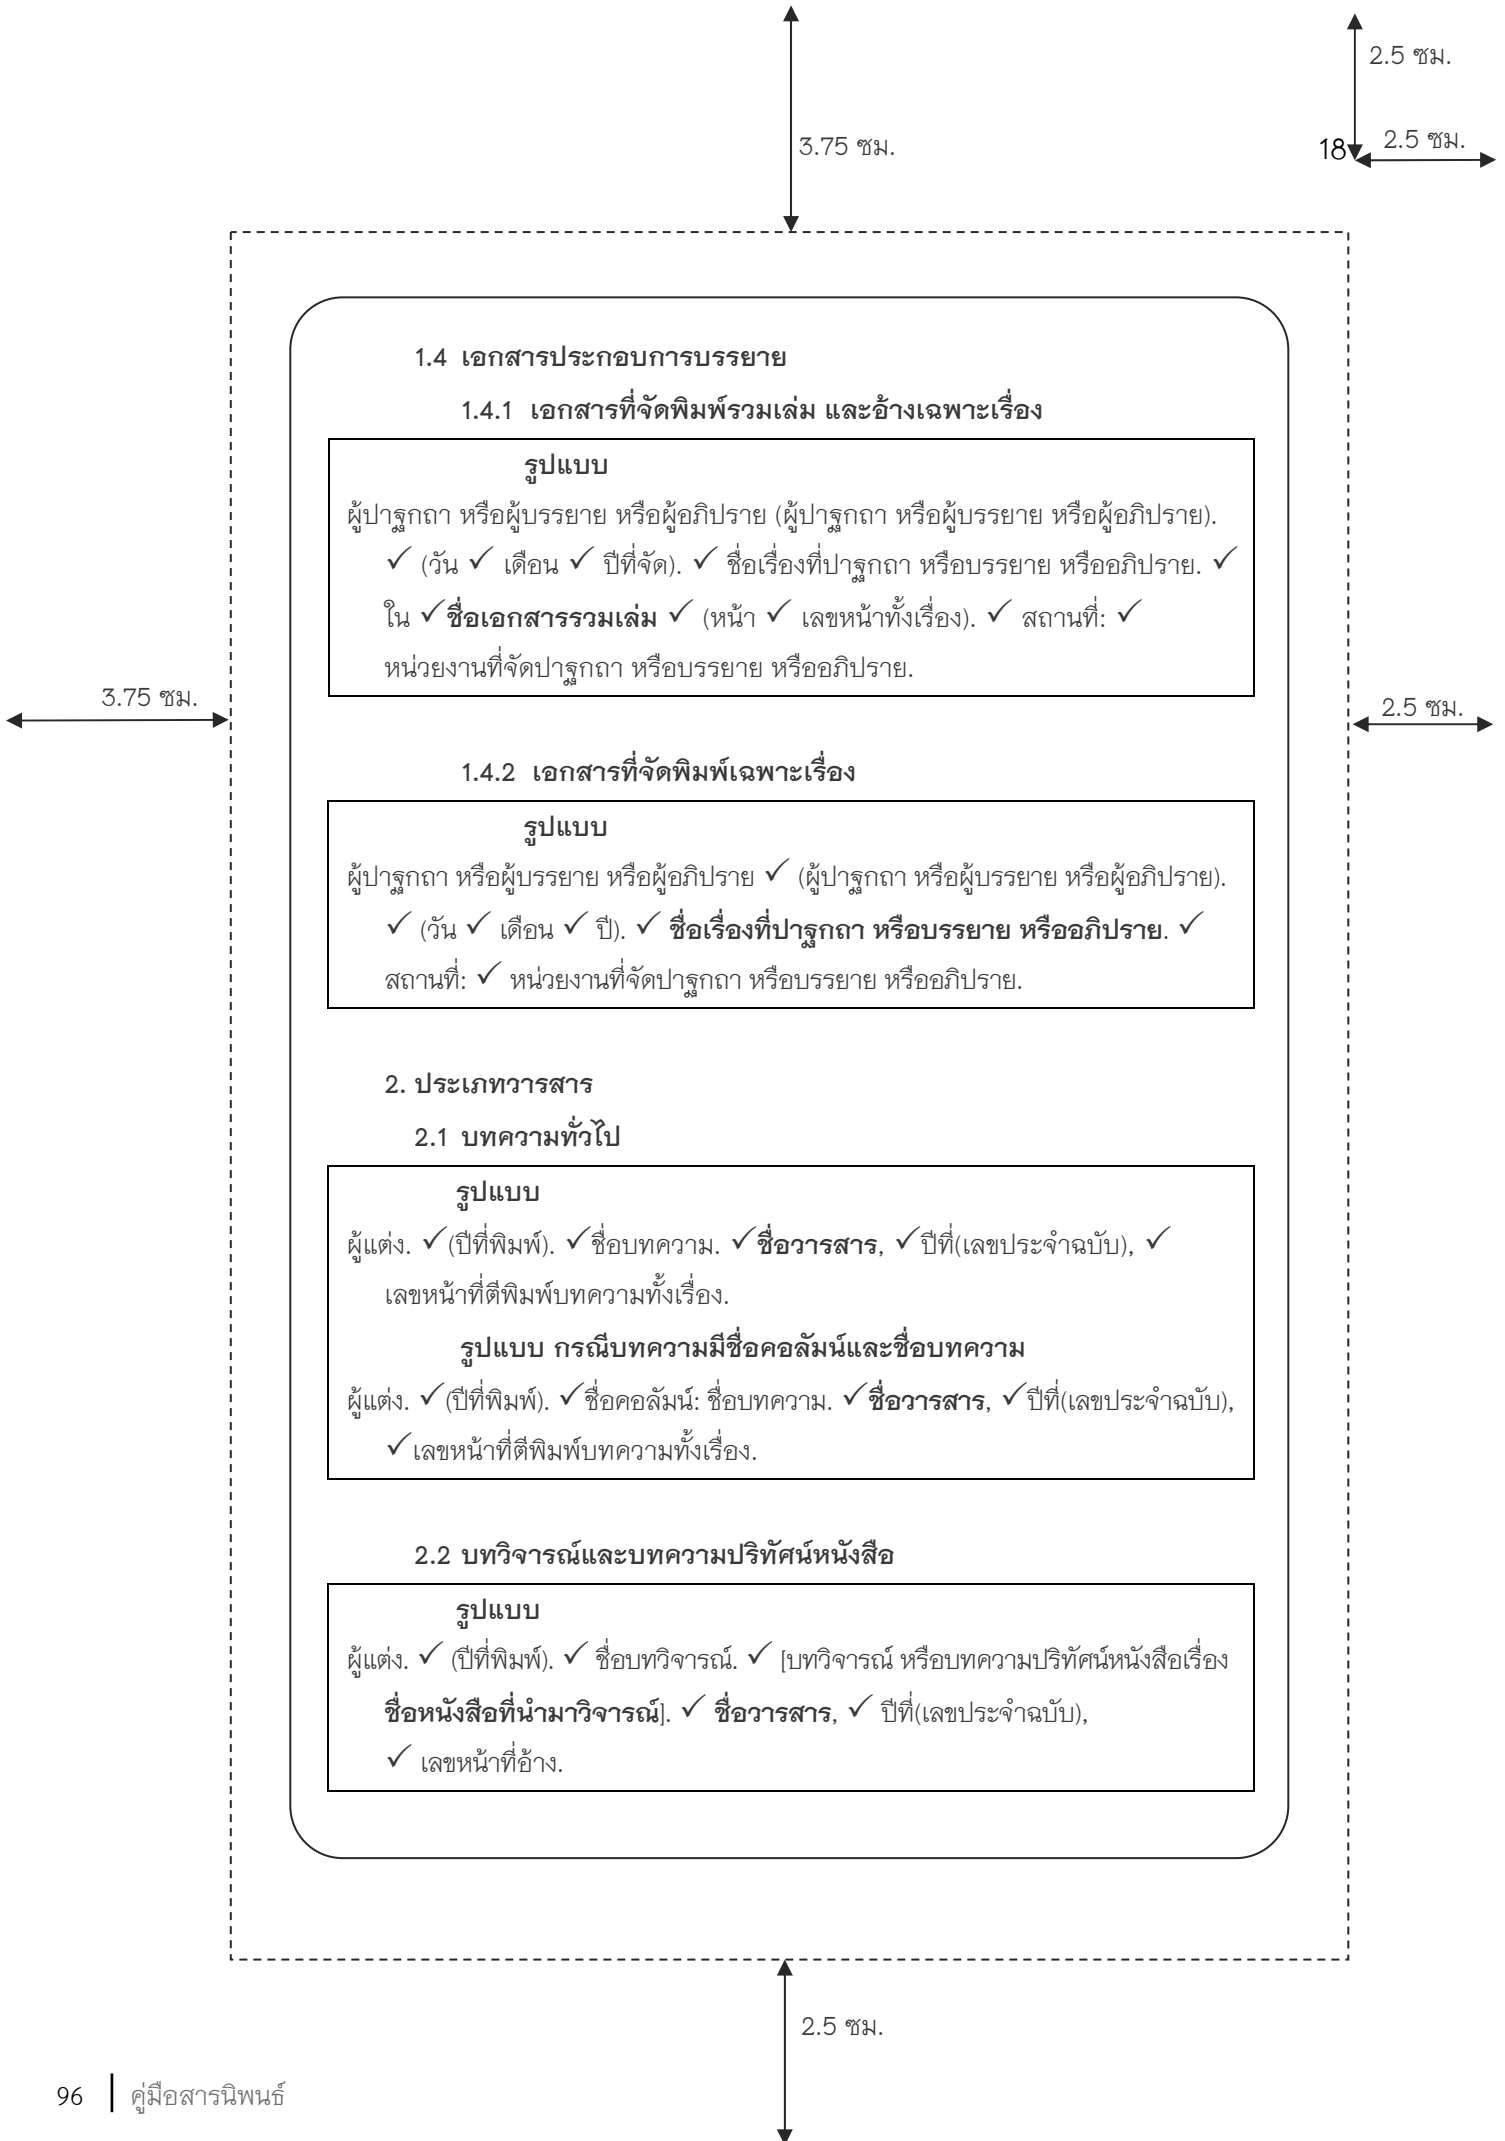 2.5 ซม.
3.75 ซม.
18
2.5 ซม.
1.4 เอกสารประกอบการบรรยาย
1.4.1 เอกสารที่จัดพิมพ์รวมเล่ม และอ้างเฉพาะเรื่อง
รูปแบบ
ผู้ปาฐกถา หรือผู้บรรยาย หรือผู้อภิปราย (ผู้ปาฐกถา หรือผู้บรรยาย หรือผู้อภิปราย).
✓ (วัน ✓ เดือน ✓ ปีที่จัด). ✓ ชื่อเรื่องที่ปาฐกถา หรือบรรยาย หรืออภิปราย. ✓
ใน ✓ชื่อเอกสารรวมเล่ม ✓ (หน้า ✓ เลขหน้าทั้งเรื่อง). ✓ สถานที่: ✓
หน่วยงานที่จัดปาฐกถา หรือบรรยาย หรืออภิปราย.
3.75 ซม.
2.5 ซม.
1.4.2 เอกสารที่จัดพิมพ์เฉพาะเรื่อง
รูปแบบ
ผู้ปาฐกถา หรือผู้บรรยาย หรือผู้อภิปราย ✓ (ผู้ปาฐกถา หรือผู้บรรยาย หรือผู้อภิปราย).
✓ (วัน ✓ เดือน ✓ ปี). ✓ ชื่อเรื่องที่ปาฐกถา หรือบรรยาย หรืออภิปราย. ✓
สถานที่: ✓ หน่วยงานที่จัดปาฐกถา หรือบรรยาย หรืออภิปราย.
2. ประเภทวารสาร
2.1 บทความทั่วไป
รูปแบบ
ผู้แต่ง. ✓(ปีที่พิมพ์). ✓ชื่อบทความ. ✓ชื่อวารสาร, ✓ปีที่(เลขประจำฉบับ), ✓
เลขหน้าที่ตีพิมพ์บทความทั้งเรื่อง.
รูปแบบ กรณีบทความมีชื่อคอลัมน์และชื่อบทความ
ผู้แต่ง. ✓(ปีที่พิมพ์). ✓ชื่อคอลัมน์: ชื่อบทความ. ✓ชื่อวารสาร, ✓ปีที่(เลขประจำฉบับ),
✓เลขหน้าที่ตีพิมพ์บทความทั้งเรื่อง.
2.2 บทวิจารณ์และบทความปริทัศน์หนังสือ
รูปแบบ
ผู้แต่ง. ✓ (ปีที่พิมพ์). ✓ ชื่อบทวิจารณ์. ✓ [บทวิจารณ์ หรือบทความปริทัศน์หนังสือเรื่อง
ชื่อหนังสือที่นำมาวิจารณ์]. ✓ ชื่อวารสาร, ✓ ปีที่(เลขประจำฉบับ),
✓ เลขหน้าที่อ้าง.
2.5 ซม.
96 | คู่มือสารนิพนธ์